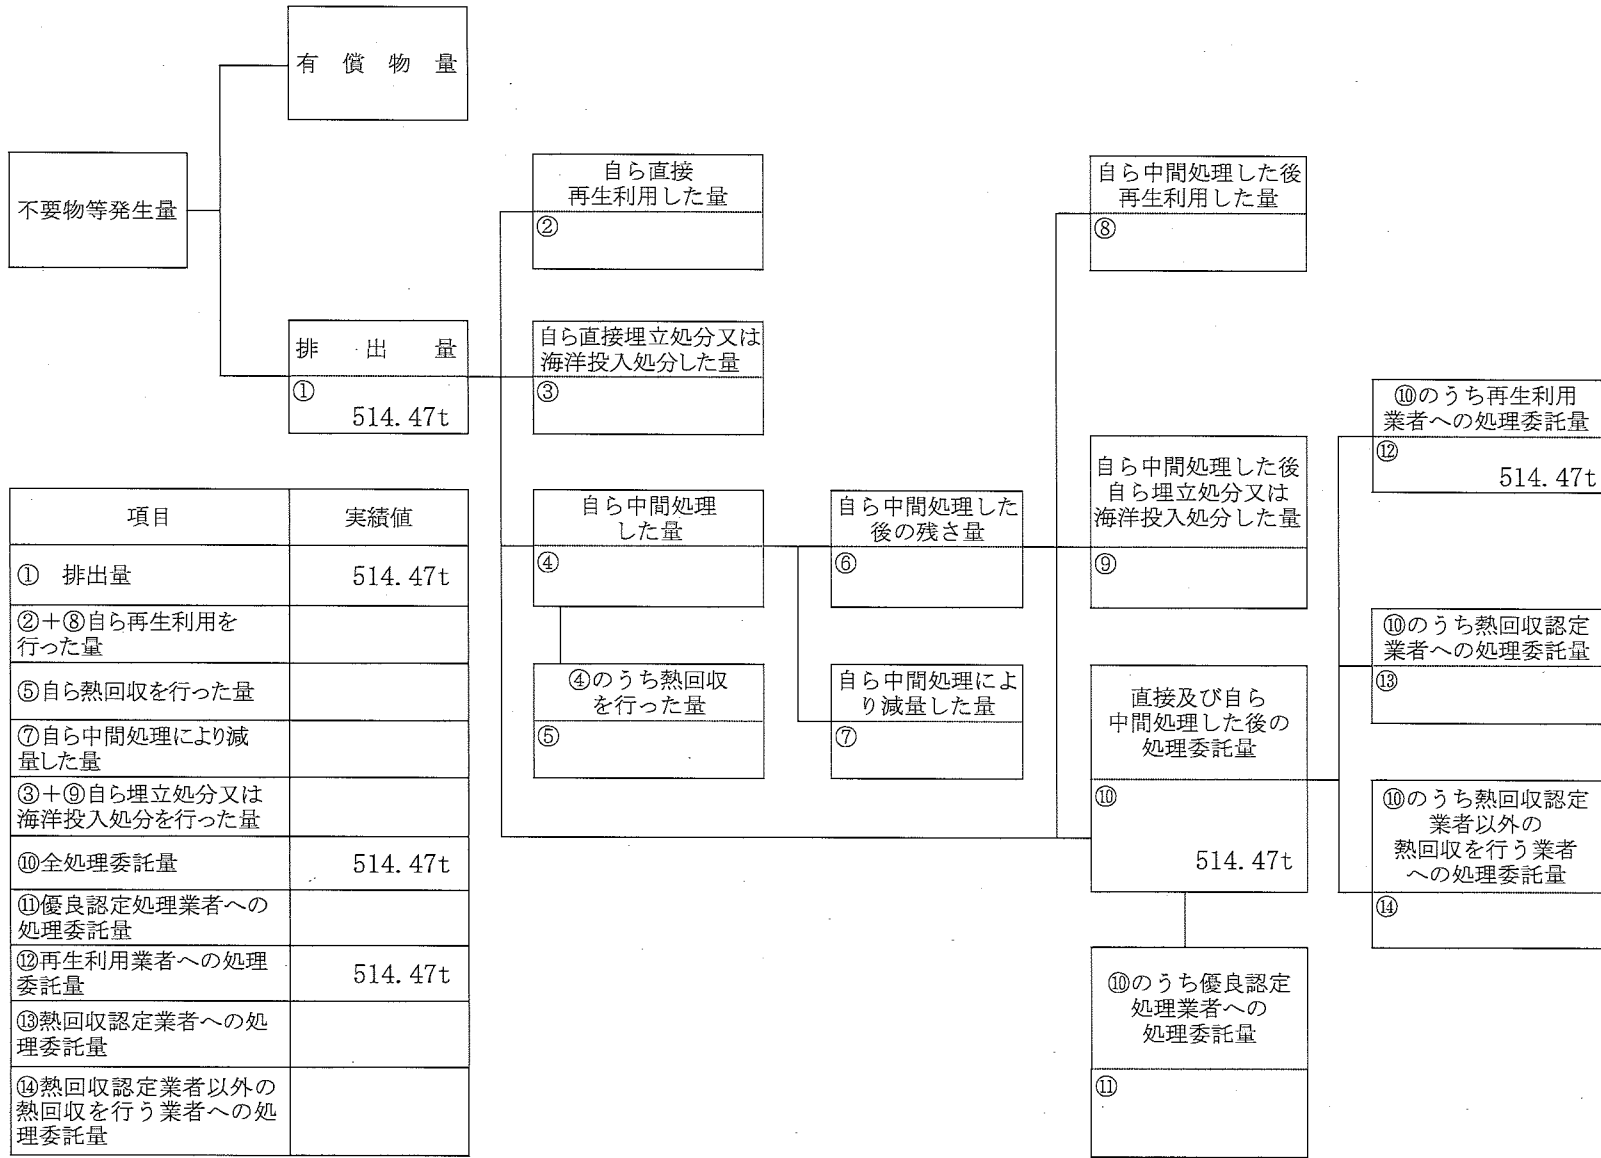 有償物量
不要物等発生量
排出量
①
514.47t
自ら直接
再生利用した量
②
自ら直接埋立処分又は
海洋投入処分した量
③
自ら中間処理
した量
④
④のうち熱回収
を行った量
⑤
自ら中間処理した
後の残さ量
⑥
自ら中間処理によ
り減量した量
⑦
自ら中間処理した後
再生利用した量
⑧
自ら中間処理した後
自ら埋立処分又は
海洋投入処分した量
⑨
直接及び自ら
中間処理した後の
処理委託量
⑩
514.47t
⑩のうち優良認定
処理業者への
処理委託量
⑪
⑩のうち再生利用
業者への処理委託量
⑫
514.47t
⑩のうち熱回収認定
業者への処理委託量
⑬
⑩のうち熱回収認定
業者以外の
熱回収を行う業者
への処理委託量
⑭
項目 実績値
① 排出量 514.47t
②+⑧自ら再生利用を
行った量
⑤自ら熱回収を行った量
⑦自ら中間処理により減
量した量
③+⑨自ら埋立処分又は
海洋投入処分を行った量
⑩全処理委託量 514.47t
⑪優良認定処理業者への
処理委託量
⑫再生利用業者への処理
委託量 514.47t
⑬熱回収認定業者への処
理委託量
⑭熱回収認定業者以外の
熱回収を行う業者への処
理委託量